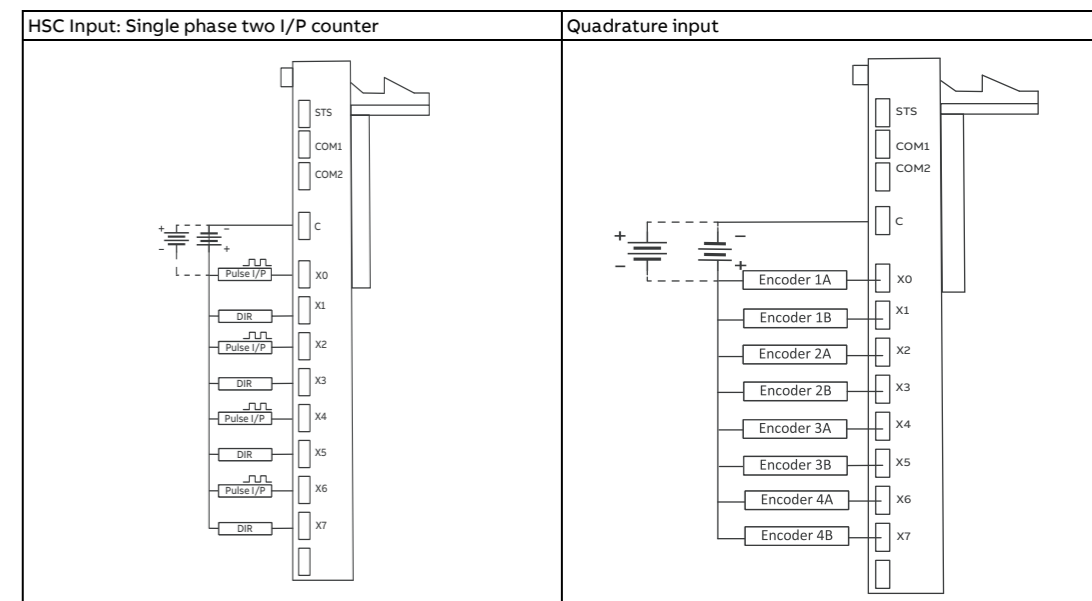 HSC Input: Single phase two I/P counter
STS
COM1
COM2
+ -
C
- +
Pulse I/P X0
X1
DIR
Pulse I/P X2
DIR X3
Pulse I/P X4
DIR X5
Pulse I/P X6
DIR X7
Quadrature input
STS
COM1
COM2
C
+ -
- +
Encoder 1A X0
Encoder 1B X1
Encoder 2A X2
Encoder 2B X3
Encoder 3A X4
Encoder 3B X5
Encoder 4A X6
Encoder 4B X7